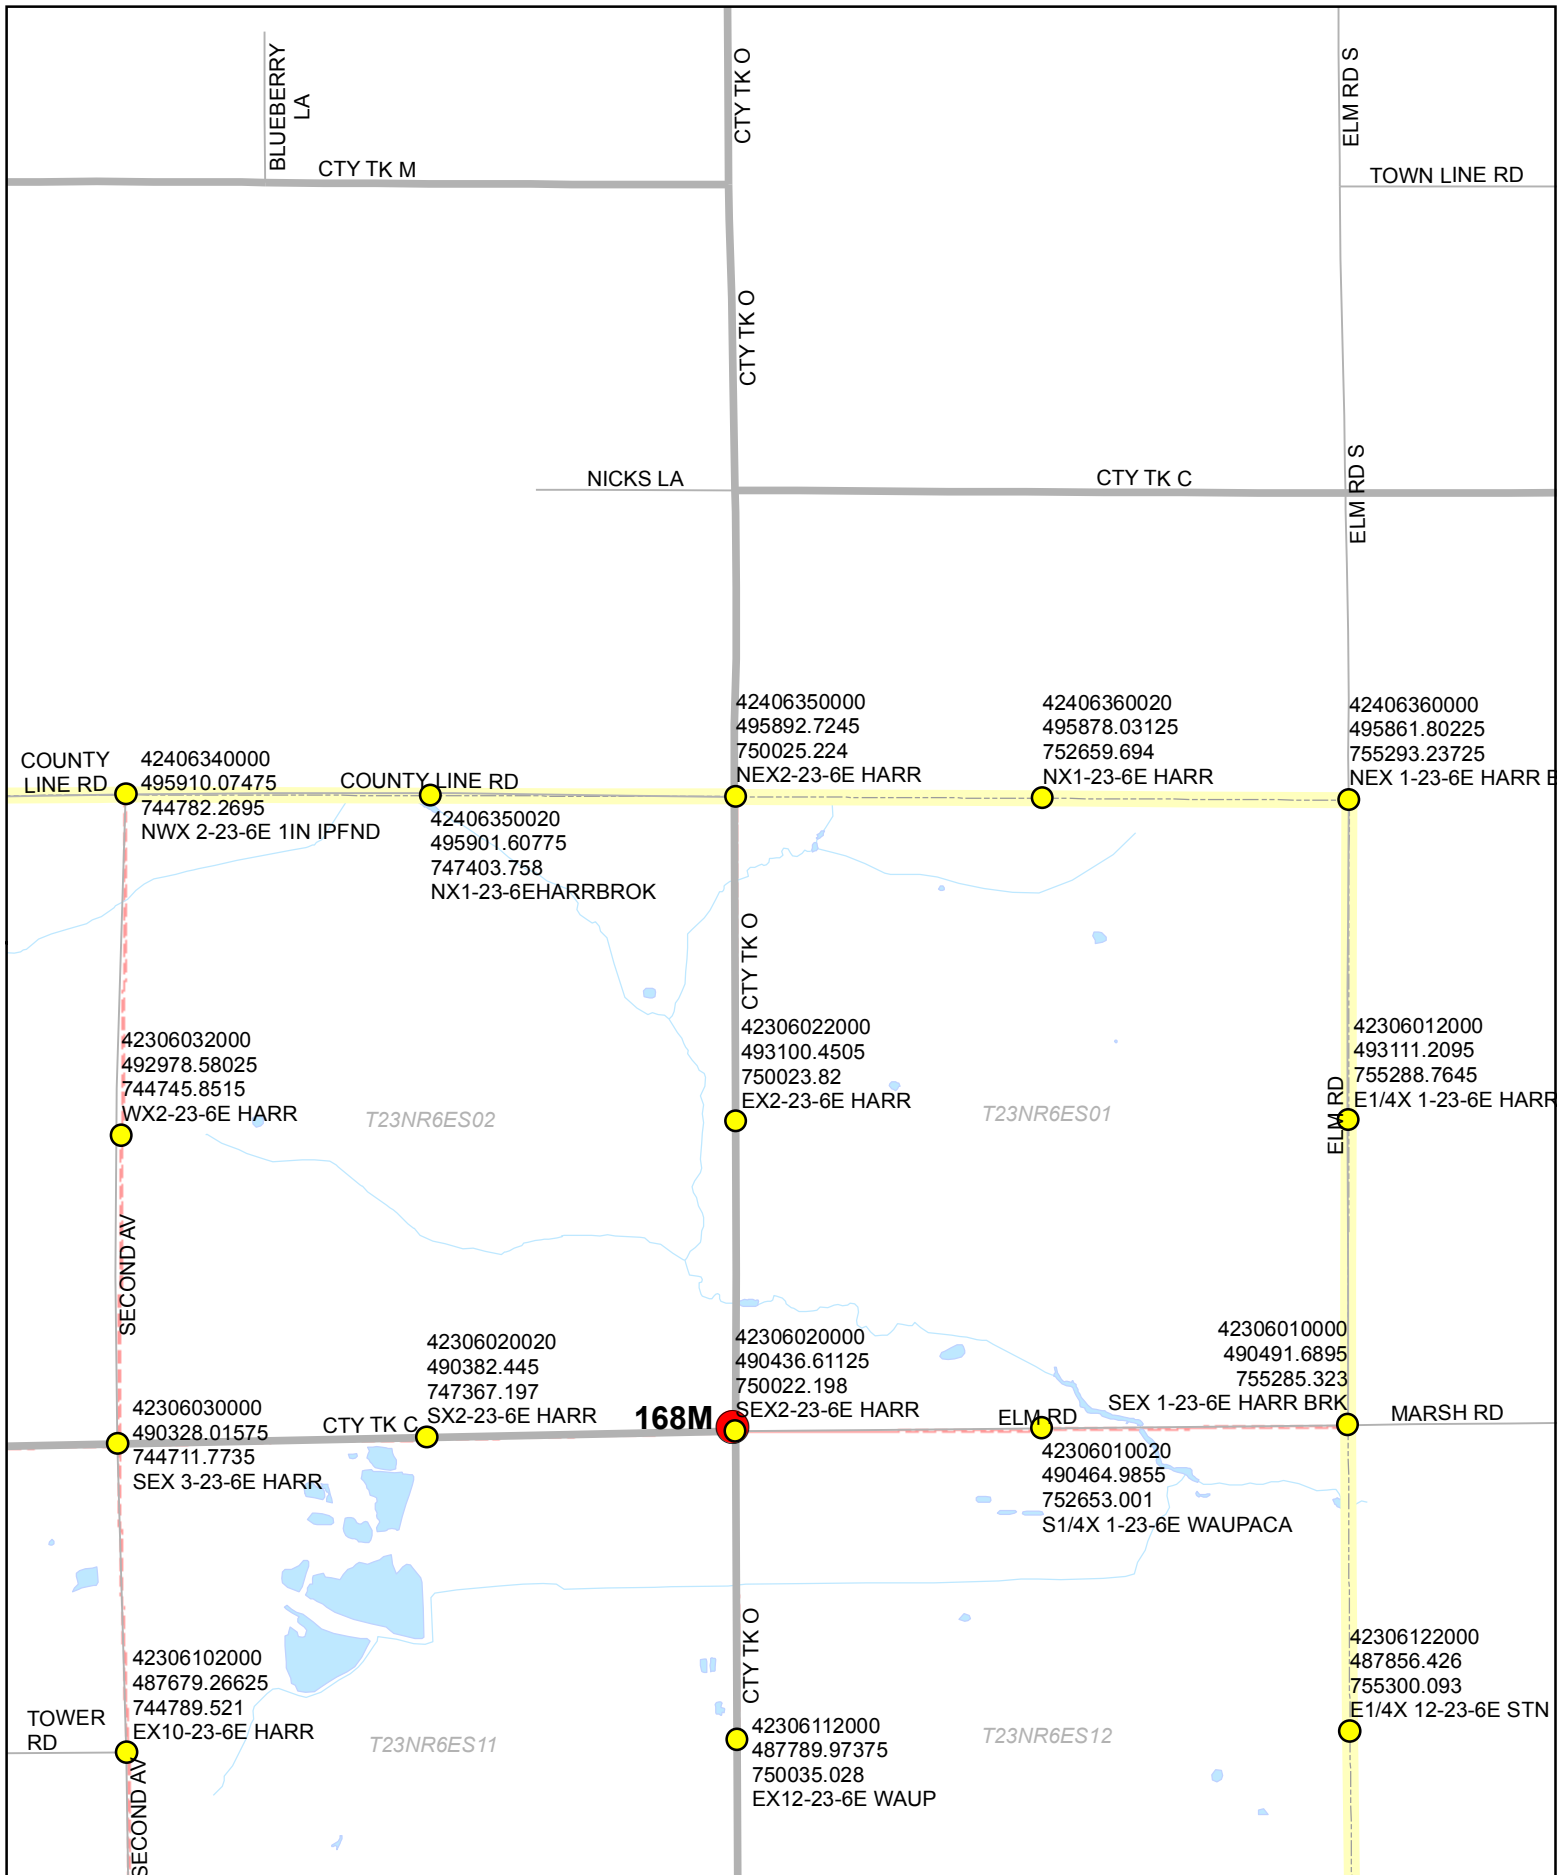 BLUEBERRY
LA
CTY TK O
ELM RD S
CTY TK M
TOWN LINE RD
CTY TK O
NICKS LA
CTY TK C
ELM RD S
COUNTY
LINE RD
42406340000
495910.07475
744782.2695
NWX 2-23-6E 1IN IPFND
COUNTY LINE RD
42406350020
495901.60775
747403.758
NX1-23-6EHARRBROK
42406350000
495892.7245
750025.224
NEX2-23-6E HARR
42406360020
495878.03125
752659.694
NX1-23-6E HARR
42406360000
495861.80225
755293.23725
NEX 1-23-6E HARR B
CTY TK O
42306032000
492978.58025
744745.8515
WX2-23-6E HARR
T23NR6ES02
42306022000
493100.4505
750023.82
EX2-23-6E HARR
T23NR6ES01
42306012000
493111.2095
755288.7645
E1/4X 1-23-6E HARR
ELM RD
SECOND AV
42306030000
490328.01575
744711.7735
SEX 3-23-6E HARR
CTY TK C
42306020020
490382.445
747367.197
SX2-23-6E HARR
168M
42306020000
490436.61125
750022.198
SEX2-23-6E HARR
ELM RD
42306010020
490464.9855
752653.001
S1/4X 1-23-6E WAUPACA
42306010000
490491.6895
755285.323
SEX 1-23-6E HARR BRK
MARSH RD
42306102000
487679.26625
744789.521
EX10-23-6E HARR
TOWER
RD
SECOND AV
T23NR6ES11
CTY TK O
42306112000
487789.97375
750035.028
EX12-23-6E WAUP
T23NR6ES12
42306122000
487856.426
755300.093
E1/4X 12-23-6E STN